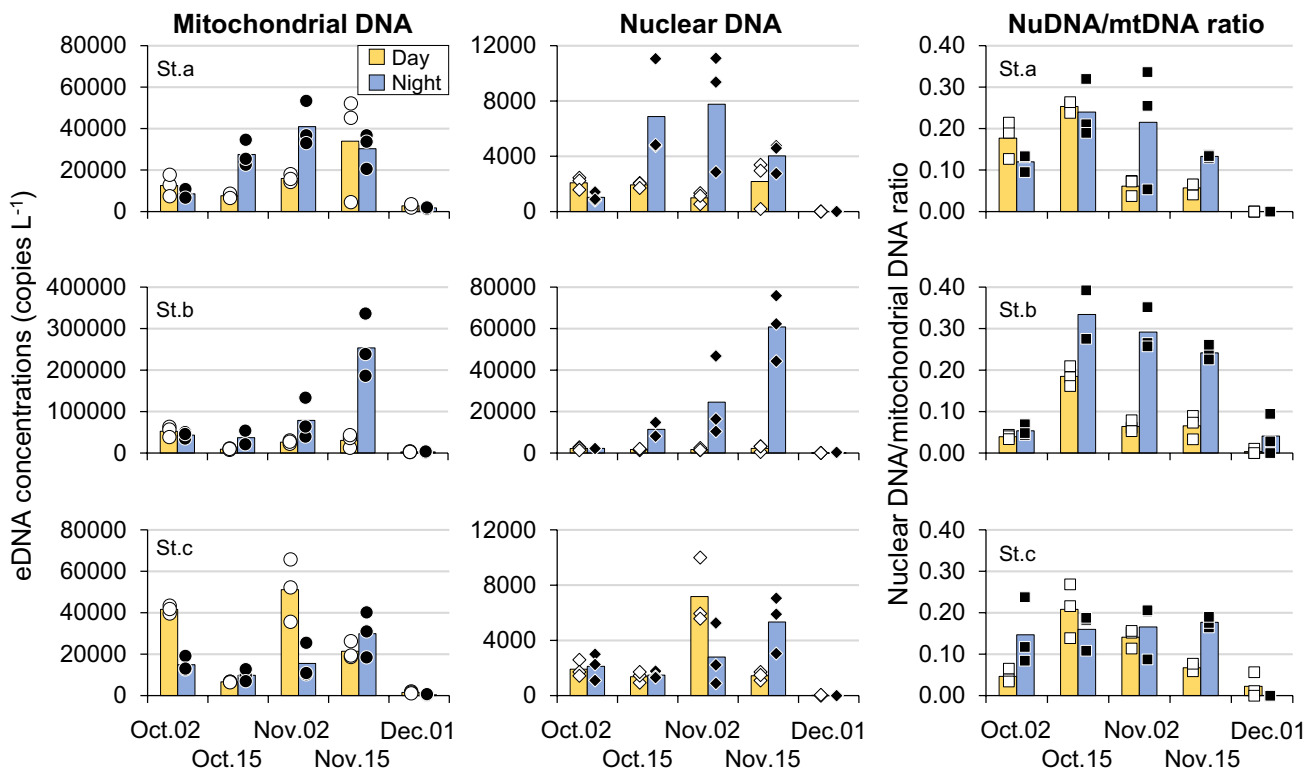 Mitochondrial DNA
Nuclear DNA
NuDNA/mtDNA ratio
eDNA concentrations (copies L-1)
80000
60000
40000
20000
0
St.a
Day
Night
12000
8000
4000
0
Nuclear DNA/mitochondrial DNA ratio
0.40
0.30
0.20
0.10
0.00
St.a
400000
300000
200000
100000
0
St.b
80000
60000
40000
20000
0
0.40
0.30
0.20
0.10
0.00
St.b
80000
60000
40000
20000
0
St.c
12000
8000
4000
0
0.40
0.30
0.20
0.10
0.00
St.c
Oct.02 Nov.02 Dec.01
Oct.15 Nov.15
Oct.02 Nov.02 Dec.01
Oct.15 Nov.15
Oct.02 Nov.02 Dec.01
Oct.15 Nov.15